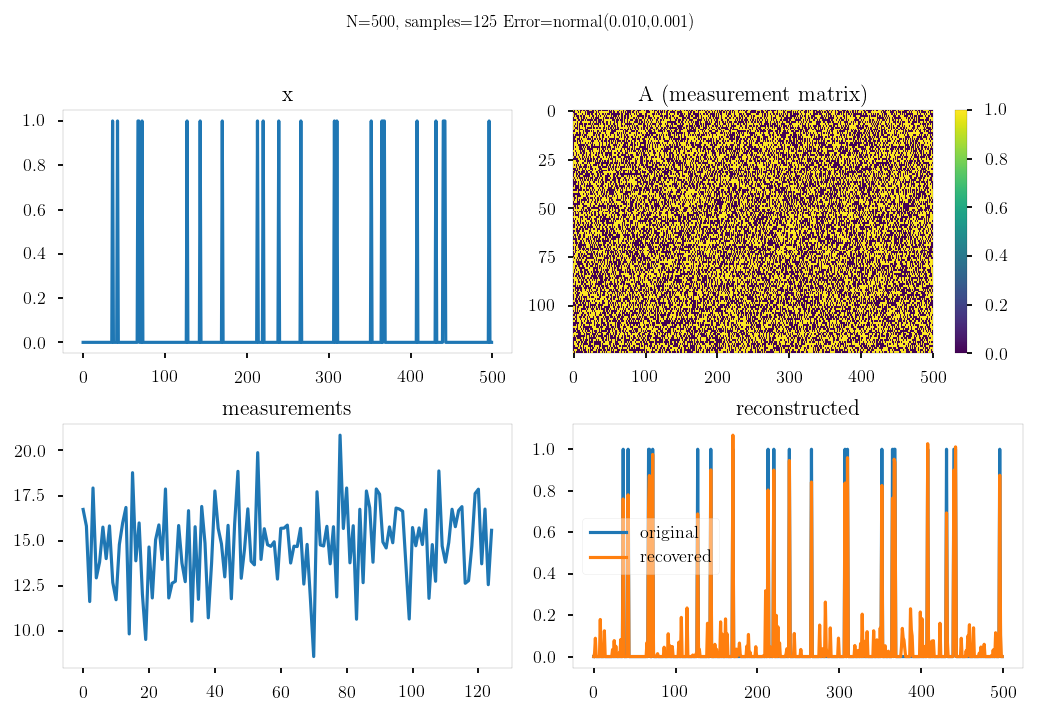 N=500, samples=125 Error=normal(0.010,0.001)
x
1.0
0.8
0.6
0.4
0.2
0.0
0 100 200 300 400 500
A (measurement matrix)
0
25
50
75
100
0 100 200 300 400 500
1.0
0.8
0.6
0.4
0.2
0.0
measurements
20.0
17.5
15.0
12.5
10.0
0 20 40 60 80 100 120
reconstructed
1.0
0.8
0.6
0.4
0.2
0.0
original
recovered
0 100 200 300 400 500